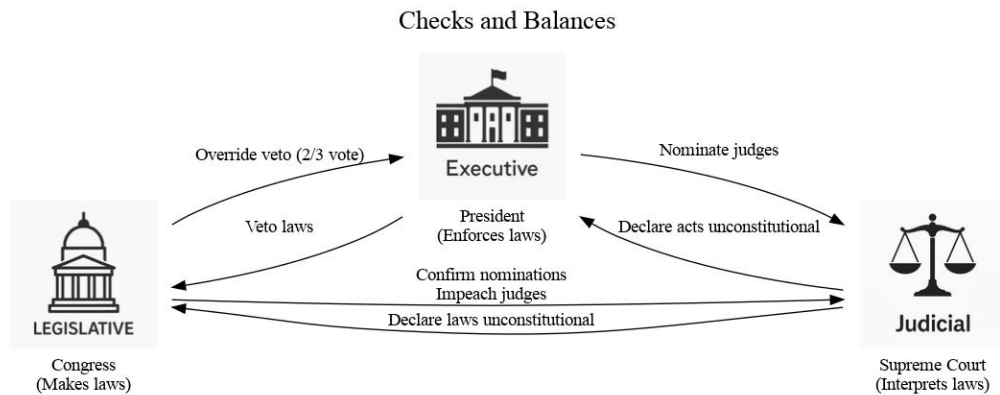 Checks and Balances
Executive
President
(Enforces laws)
Override veto (2/3 vote)
Nominate judges
Veto laws
Declare acts unconstitutional
LEGISLATIVE
Congress
(Makes laws)
Confirm nominations
Impeach judges
Declare laws unconstitutional
Judicial
Supreme Court
(Interprets laws)